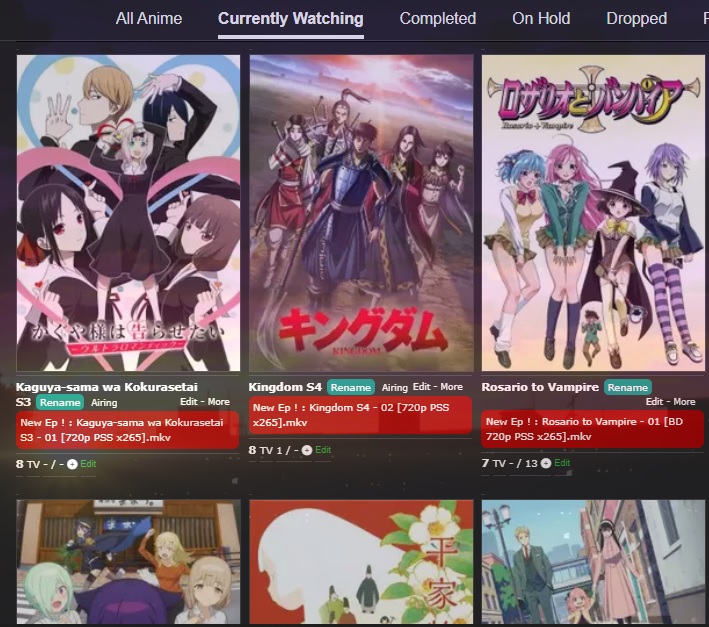 All Anime
Currently Watching
Completed
On Hold
Dropped
ロザリオとバンパイア
Rosario + Vampire
かぐや様は告らせたい
ーウルトラロマンティックー
キングダム
KINGDOM
Kaguya-sama wa Kokurasetai
S3 Rename Airing Edit - More
New Ep ! : Kaguya-sama wa Kokurasetai
S3 - 01 [720p PSS x265].mkv
8 TV - / - + Edit
Kingdom S4 Rename Airing Edit - More
New Ep ! : Kingdom S4 - 02 [720p PSS
x265].mkv
8 TV 1 / - + Edit
Rosario to Vampire Rename
Edit - More
New Ep ! : Rosario to Vampire - 01 [BD
720p PSS x265].mkv
7 TV - / 13 + Edit
平家